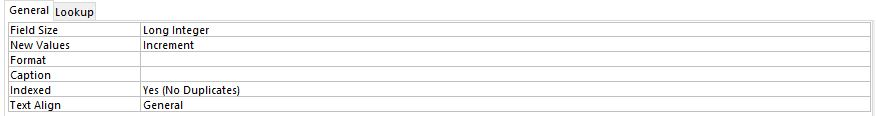 General Lookup
Field Size Long Integer
New Values Increment
Format
Caption
Indexed Yes (No Duplicates)
Text Align General